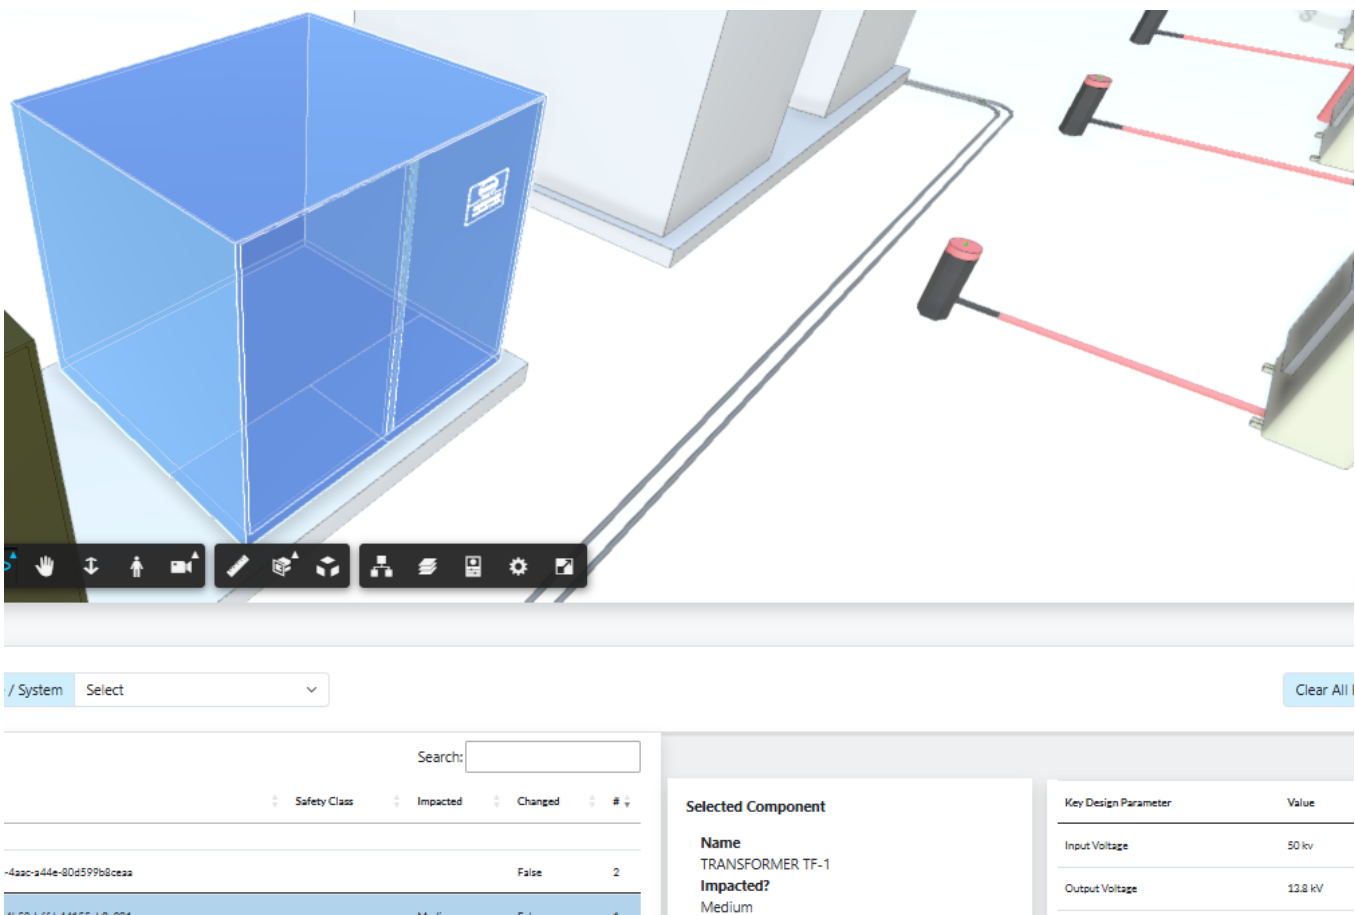 / System
Select
Clear All
Search:
Safety Class
Impacted
Changed
#
-4aac-a44e-80d599b8ceaa
False
2
Selected Component
Name
TRANSFORMER TF-1
Impacted?
Medium
Key Design Parameter
Value
Input Voltage
50 kv
Output Voltage
13.8 kV